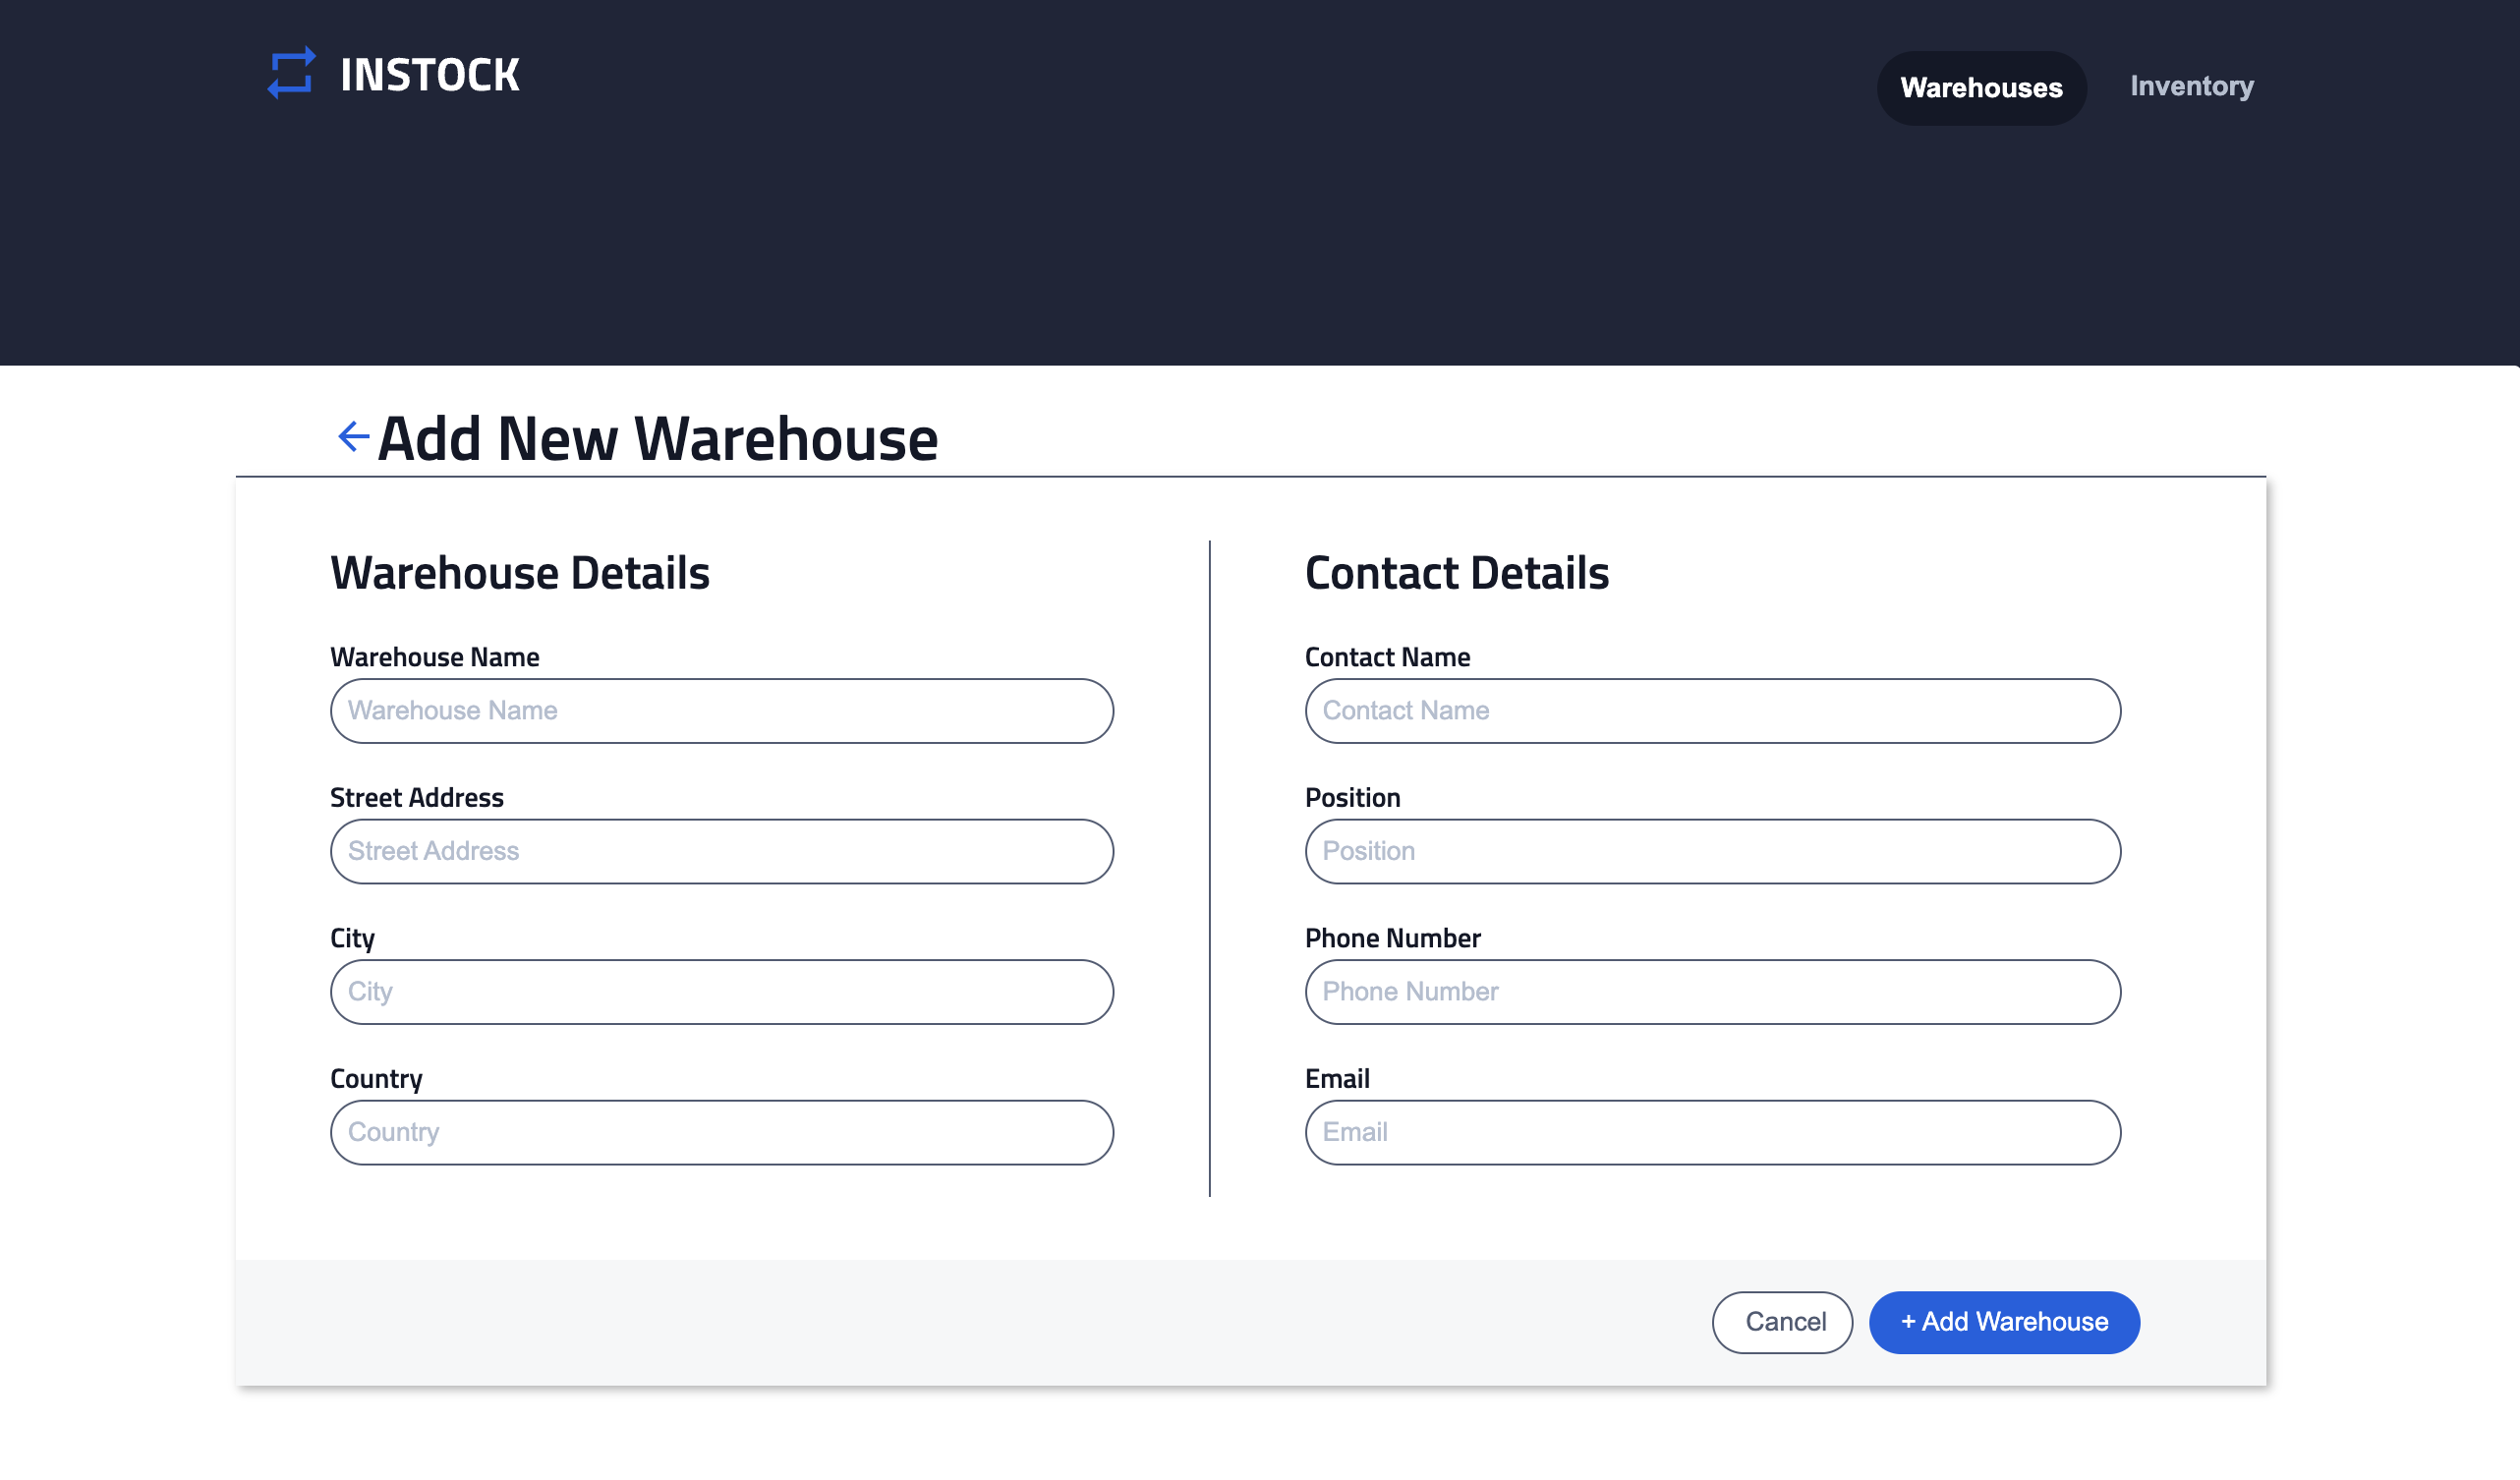 INSTOCK
Warehouses
Inventory
Add New Warehouse
Warehouse Details
Warehouse Name
Warehouse Name
Street Address
Street Address
City
City
Country
Country
Contact Details
Contact Name
Contact Name
Position
Position
Phone Number
Phone Number
Email
Email
Cancel
+ Add Warehouse